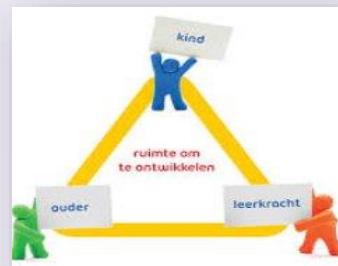 kind
ruimte om
te ontwikkelen
ouder
leerkracht